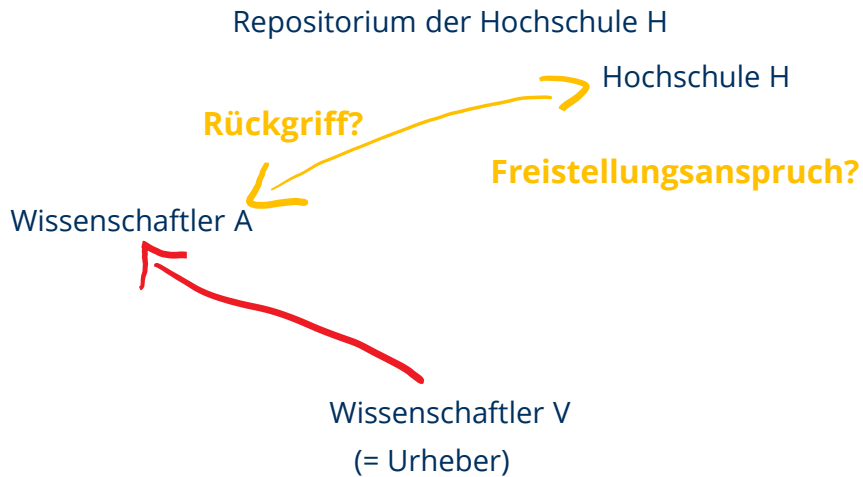 Repositorium der Hochschule H
Hochschule H
Rückgriff?
Freistellungsanspruch?
Wissenschaftler A
Wissenschaftler V
(= Urheber)